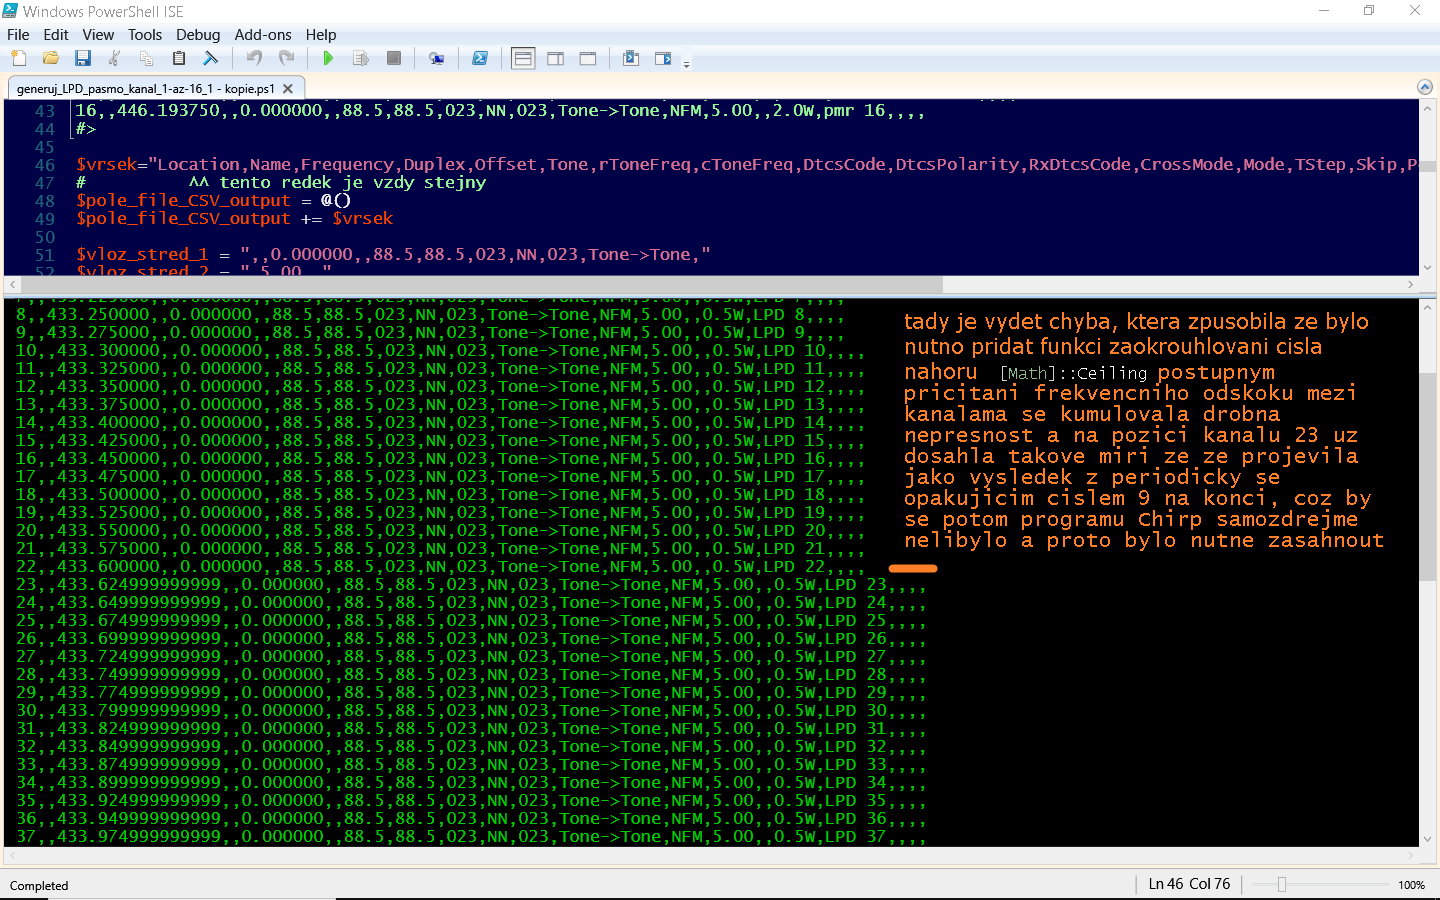 Windows PowerShell ISE
File Edit View Tools Debug Add-ons Help
generuj_LPD_pasmo_kanal_1-az-16_1 - kopie.ps1
43 16,,446.193750,,0.000000,,88.5,88.5,023,NN,023,Tone->Tone,NFM,5.00,,2.0W,pmr 16,,,,
44 #>
45
46 $vrsek="Location,Name,Frequency,Duplex,Offset,Tone,rToneFreq,cToneFreq,DtcsCode,DtcsPolarity,RxDtcsCode,CrossMode,Mode,TStep,Skip,P
47 # ^^ tento redek je vzdy stejny
48 $pole_file_CSV_output = @()
49 $pole_file_CSV_output += $vrsek
50
51 $vloz_stred_1 = ",,0.000000,,88.5,88.5,023,NN,023,Tone->Tone,"
52 $vloz_stred_2 = ",5.00,,"
7,,433.225000,,0.000000,,88.5,88.5,023,NN,023,Tone->Tone,NFM,5.00,,0.5W,LPD 7,,,,
8,,433.250000,,0.000000,,88.5,88.5,023,NN,023,Tone->Tone,NFM,5.00,,0.5W,LPD 8,,,,
9,,433.275000,,0.000000,,88.5,88.5,023,NN,023,Tone->Tone,NFM,5.00,,0.5W,LPD 9,,,,
10,,433.300000,,0.000000,,88.5,88.5,023,NN,023,Tone->Tone,NFM,5.00,,0.5W,LPD 10,,,,
11,,433.325000,,0.000000,,88.5,88.5,023,NN,023,Tone->Tone,NFM,5.00,,0.5W,LPD 11,,,,
12,,433.350000,,0.000000,,88.5,88.5,023,NN,023,Tone->Tone,NFM,5.00,,0.5W,LPD 12,,,,
13,,433.375000,,0.000000,,88.5,88.5,023,NN,023,Tone->Tone,NFM,5.00,,0.5W,LPD 13,,,,
14,,433.400000,,0.000000,,88.5,88.5,023,NN,023,Tone->Tone,NFM,5.00,,0.5W,LPD 14,,,,
15,,433.425000,,0.000000,,88.5,88.5,023,NN,023,Tone->Tone,NFM,5.00,,0.5W,LPD 15,,,,
16,,433.450000,,0.000000,,88.5,88.5,023,NN,023,Tone->Tone,NFM,5.00,,0.5W,LPD 16,,,,
17,,433.475000,,0.000000,,88.5,88.5,023,NN,023,Tone->Tone,NFM,5.00,,0.5W,LPD 17,,,,
18,,433.500000,,0.000000,,88.5,88.5,023,NN,023,Tone->Tone,NFM,5.00,,0.5W,LPD 18,,,,
19,,433.525000,,0.000000,,88.5,88.5,023,NN,023,Tone->Tone,NFM,5.00,,0.5W,LPD 19,,,,
20,,433.550000,,0.000000,,88.5,88.5,023,NN,023,Tone->Tone,NFM,5.00,,0.5W,LPD 20,,,,
21,,433.575000,,0.000000,,88.5,88.5,023,NN,023,Tone->Tone,NFM,5.00,,0.5W,LPD 21,,,,
22,,433.600000,,0.000000,,88.5,88.5,023,NN,023,Tone->Tone,NFM,5.00,,0.5W,LPD 22,,,,
23,,433.624999999999,,0.000000,,88.5,88.5,023,NN,023,Tone->Tone,NFM,5.00,,0.5W,LPD 23,,,,
24,,433.649999999999,,0.000000,,88.5,88.5,023,NN,023,Tone->Tone,NFM,5.00,,0.5W,LPD 24,,,,
25,,433.674999999999,,0.000000,,88.5,88.5,023,NN,023,Tone->Tone,NFM,5.00,,0.5W,LPD 25,,,,
26,,433.699999999999,,0.000000,,88.5,88.5,023,NN,023,Tone->Tone,NFM,5.00,,0.5W,LPD 26,,,,
27,,433.724999999999,,0.000000,,88.5,88.5,023,NN,023,Tone->Tone,NFM,5.00,,0.5W,LPD 27,,,,
28,,433.749999999999,,0.000000,,88.5,88.5,023,NN,023,Tone->Tone,NFM,5.00,,0.5W,LPD 28,,,,
29,,433.774999999999,,0.000000,,88.5,88.5,023,NN,023,Tone->Tone,NFM,5.00,,0.5W,LPD 29,,,,
30,,433.799999999999,,0.000000,,88.5,88.5,023,NN,023,Tone->Tone,NFM,5.00,,0.5W,LPD 30,,,,
31,,433.824999999999,,0.000000,,88.5,88.5,023,NN,023,Tone->Tone,NFM,5.00,,0.5W,LPD 31,,,,
32,,433.849999999999,,0.000000,,88.5,88.5,023,NN,023,Tone->Tone,NFM,5.00,,0.5W,LPD 32,,,,
33,,433.874999999999,,0.000000,,88.5,88.5,023,NN,023,Tone->Tone,NFM,5.00,,0.5W,LPD 33,,,,
34,,433.899999999999,,0.000000,,88.5,88.5,023,NN,023,Tone->Tone,NFM,5.00,,0.5W,LPD 34,,,,
35,,433.924999999999,,0.000000,,88.5,88.5,023,NN,023,Tone->Tone,NFM,5.00,,0.5W,LPD 35,,,,
36,,433.949999999999,,0.000000,,88.5,88.5,023,NN,023,Tone->Tone,NFM,5.00,,0.5W,LPD 36,,,,
37,,433.974999999999,,0.000000,,88.5,88.5,023,NN,023,Tone->Tone,NFM,5.00,,0.5W,LPD 37,,,,
tady je vydet chyba, ktera zpusobila ze bylo
nutno pridat funkci zaokrouhlovani cisla
nahoru [Math]::Ceiling postupnym
pricitani frekvencniho odskoku mezi
kanalama se kumulovala drobna
nepresnost a na pozici kanalu 23 uz
dosahla takove miri ze ze projevila
jako vysledek z periodicky se
opakujicim cislem 9 na konci, coz by
se potom programu Chirp samozdrejme
nelibylo a proto bylo nutne zasahnout
Completed
Ln 46 Col 76
100%